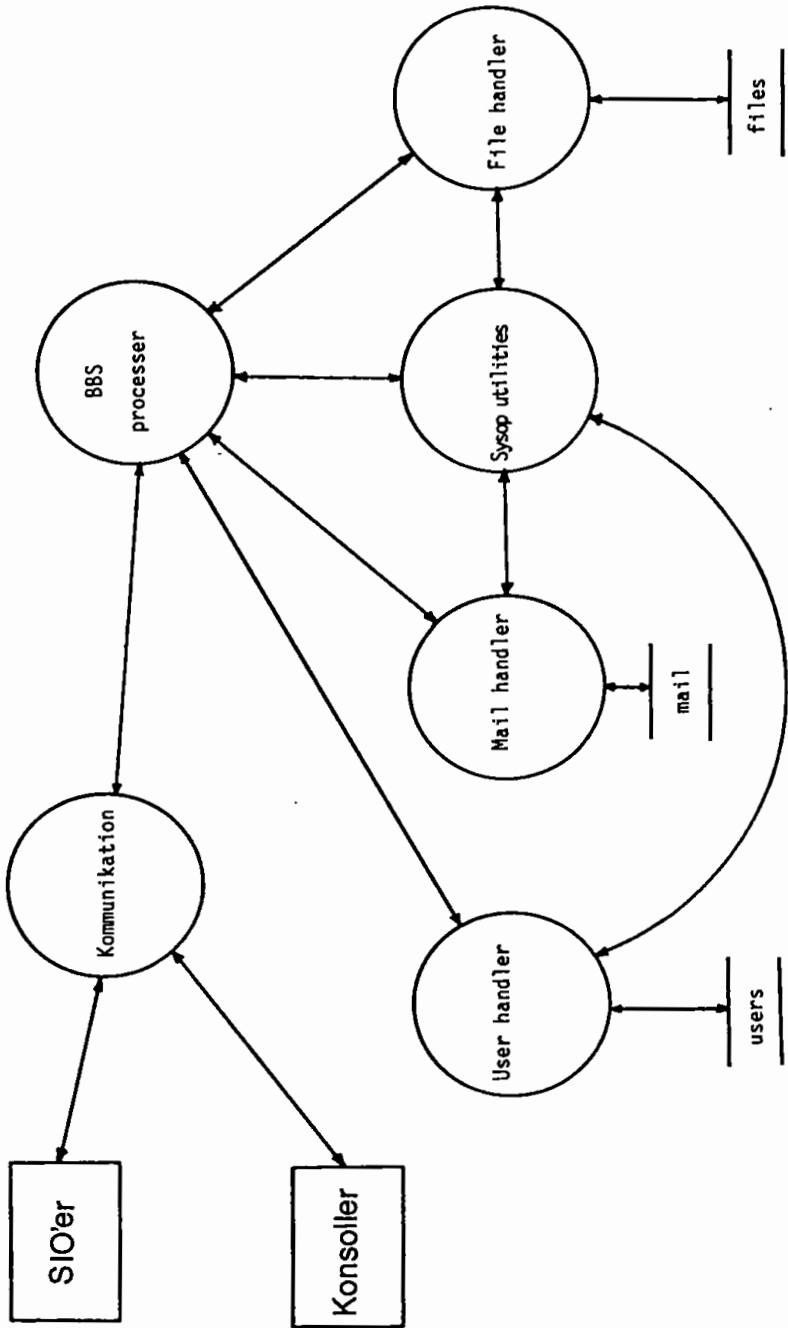 SIO'er
Konsoller
Kommunikation
BBS
processer
User handler
Mail handler
Sysop utilities
File handler
users
mail
files